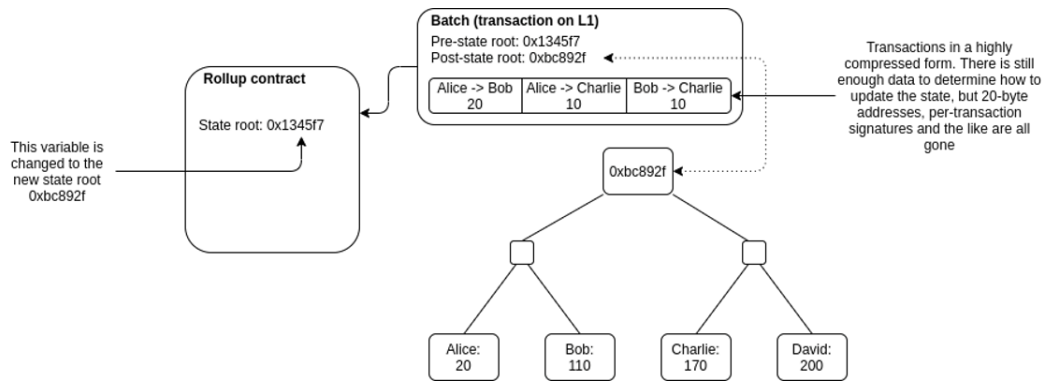 Batch (transaction on L1)
Pre-state root: 0x1345f7
Post-state root: 0xbc892f
Alice -> Bob
20
Alice -> Charlie
10
Bob -> Charlie
10
Transactions in a highly
compressed form. There is still
enough data to determine how to
update the state, but 20-byte
addresses, per-transaction
signatures and the like are all
gone
Rollup contract
State root: 0x1345f7
This variable is
changed to the
new state root
0xbc892f
0xbc892f
Alice:
20
Bob:
110
Charlie:
170
David:
200